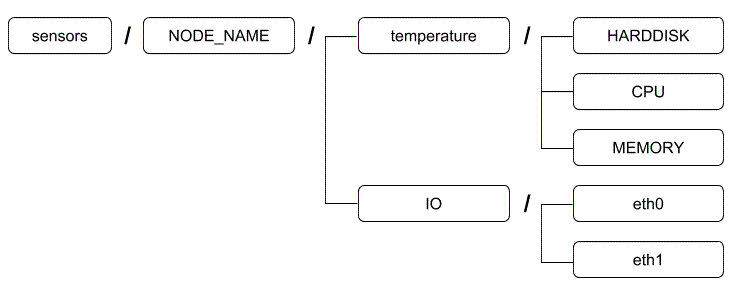 sensors / NODE_NAME / temperature / HARDDISK
CPU
MEMORY
IO / eth0
eth1